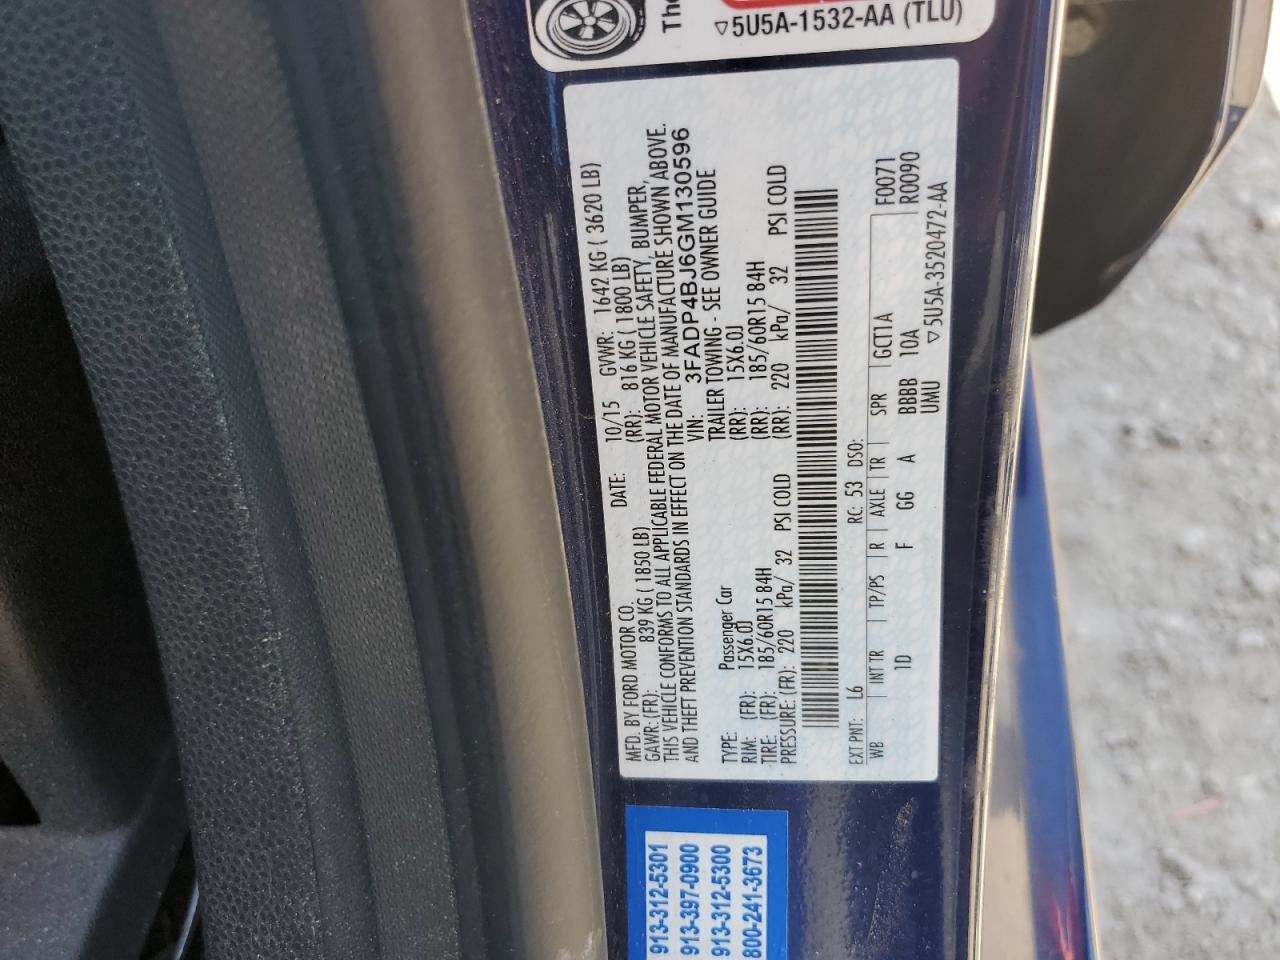 The
▽5U5A-1532-AA (TLU)
MFD. BY FORD MOTOR CO. DATE: 10/15 GVWR: 1642 KG ( 3620 LB)
GAWR: (FR): 839 KG ( 1850 LB) (RR): 816 KG ( 1800 LB)
THIS VEHICLE CONFORMS TO ALL APPLICABLE FEDERAL MOTOR VEHICLE SAFETY, BUMPER,
AND THEFT PREVENTION STANDARDS IN EFFECT ON THE DATE OF MANUFACTURE SHOWN ABOVE.
VIN: 3FADP4BJ6GM130596
TYPE: Passenger Car TRAILER TOWING - SEE OWNER GUIDE
RIM: (FR): 15X6.0J (RR): 15X6.0J
TIRE: (FR): 185/60R15 84H (RR): 185/60R15 84H
PRESSURE: (FR): 220 kPa/ 32 PSI COLD (RR): 220 kPa/ 32 PSI COLD
EXT PNT: L6 RC: 53 DSO: F0071
WB INT TR TP/PS R AXLE TR SPR GCT1A R0090
1D F GG A BBBB 10A
UMU ▽5U5A-3520472-AA
913-312-5301
913-397-0900
913-312-5300
800-241-3673